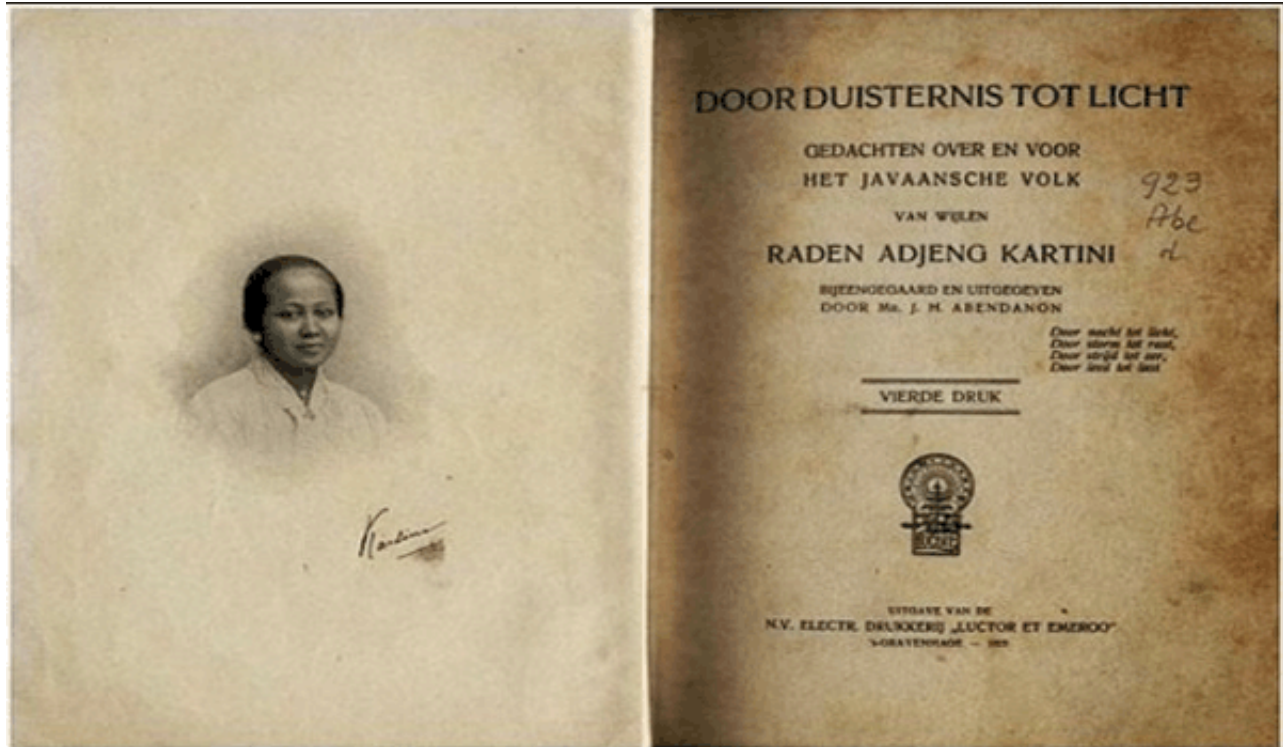 Kartini
DOOR DUISTERNIS TOT LICHT
GEDACHTEN OVER EN VOOR
HET JAVAANSCHE VOLK
VAN WIJLEN
RADEN ADJENG KARTINI
BIJEENGEGAARD EN UITGEGEVEN
DOOR Mr. J. H. ABENDANON
923
Abe
d
Door nacht tot licht,
Door storm tot rust,
Door strijd tot eer,
Door leed tot lust
VIERDE DRUK
UITGAVE VAN DE
N.V. ELECTR. DRUKKERIJ „LUCTOR ET EMERGO”
'S-GRAVENHAGE —